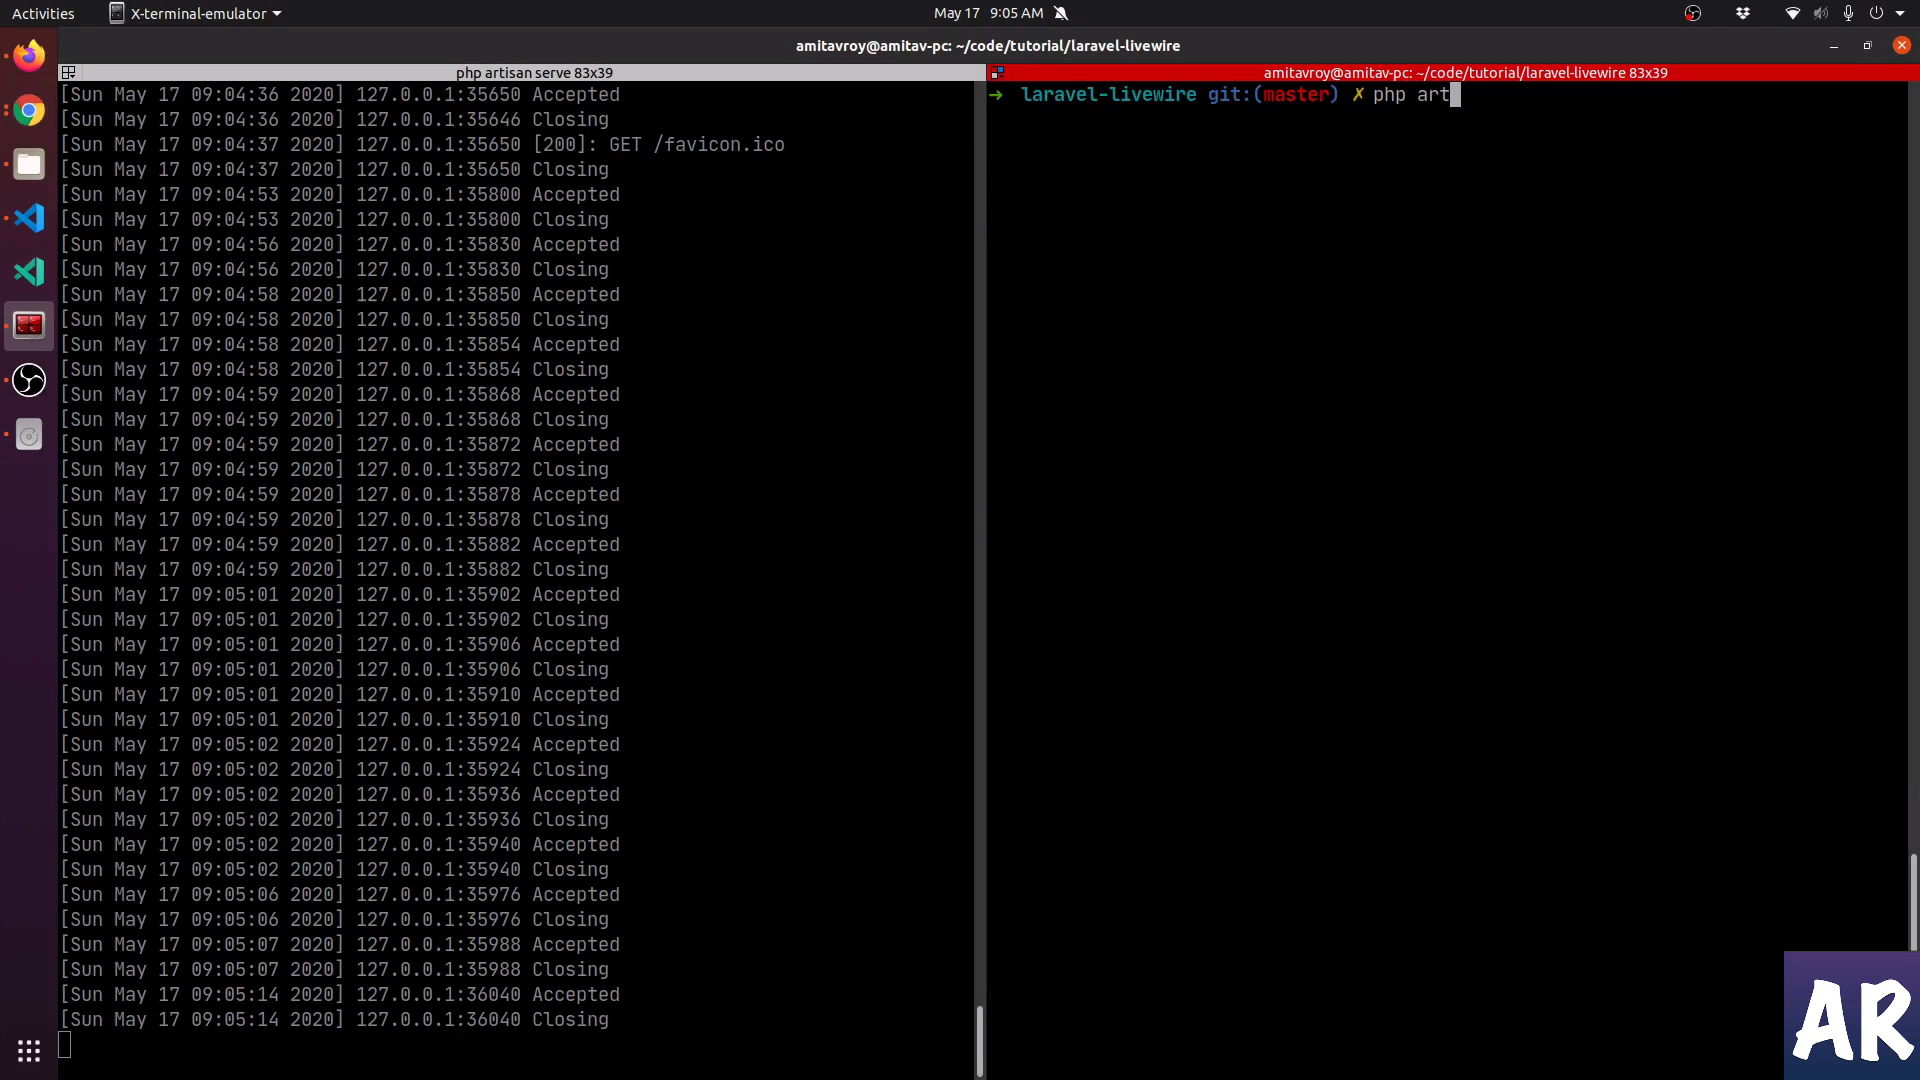 Activities X-terminal-emulator May 17 9:05 AM
amitavroy@amitav-pc: ~/code/tutorial/laravel-livewire
php artisan serve 83x39
[Sun May 17 09:04:36 2020] 127.0.0.1:35650 Accepted
[Sun May 17 09:04:36 2020] 127.0.0.1:35646 Closing
[Sun May 17 09:04:37 2020] 127.0.0.1:35650 [200]: GET /favicon.ico
[Sun May 17 09:04:37 2020] 127.0.0.1:35650 Closing
[Sun May 17 09:04:53 2020] 127.0.0.1:35800 Accepted
[Sun May 17 09:04:53 2020] 127.0.0.1:35800 Closing
[Sun May 17 09:04:56 2020] 127.0.0.1:35830 Accepted
[Sun May 17 09:04:56 2020] 127.0.0.1:35830 Closing
[Sun May 17 09:04:58 2020] 127.0.0.1:35850 Accepted
[Sun May 17 09:04:58 2020] 127.0.0.1:35850 Closing
[Sun May 17 09:04:58 2020] 127.0.0.1:35854 Accepted
[Sun May 17 09:04:58 2020] 127.0.0.1:35854 Closing
[Sun May 17 09:04:59 2020] 127.0.0.1:35868 Accepted
[Sun May 17 09:04:59 2020] 127.0.0.1:35868 Closing
[Sun May 17 09:04:59 2020] 127.0.0.1:35872 Accepted
[Sun May 17 09:04:59 2020] 127.0.0.1:35872 Closing
[Sun May 17 09:04:59 2020] 127.0.0.1:35878 Accepted
[Sun May 17 09:04:59 2020] 127.0.0.1:35878 Closing
[Sun May 17 09:04:59 2020] 127.0.0.1:35882 Accepted
[Sun May 17 09:04:59 2020] 127.0.0.1:35882 Closing
[Sun May 17 09:05:01 2020] 127.0.0.1:35902 Accepted
[Sun May 17 09:05:01 2020] 127.0.0.1:35902 Closing
[Sun May 17 09:05:01 2020] 127.0.0.1:35906 Accepted
[Sun May 17 09:05:01 2020] 127.0.0.1:35906 Closing
[Sun May 17 09:05:01 2020] 127.0.0.1:35910 Accepted
[Sun May 17 09:05:01 2020] 127.0.0.1:35910 Closing
[Sun May 17 09:05:02 2020] 127.0.0.1:35924 Accepted
[Sun May 17 09:05:02 2020] 127.0.0.1:35924 Closing
[Sun May 17 09:05:02 2020] 127.0.0.1:35936 Accepted
[Sun May 17 09:05:02 2020] 127.0.0.1:35936 Closing
[Sun May 17 09:05:02 2020] 127.0.0.1:35940 Accepted
[Sun May 17 09:05:02 2020] 127.0.0.1:35940 Closing
[Sun May 17 09:05:06 2020] 127.0.0.1:35976 Accepted
[Sun May 17 09:05:06 2020] 127.0.0.1:35976 Closing
[Sun May 17 09:05:07 2020] 127.0.0.1:35988 Accepted
[Sun May 17 09:05:07 2020] 127.0.0.1:35988 Closing
[Sun May 17 09:05:14 2020] 127.0.0.1:36040 Accepted
[Sun May 17 09:05:14 2020] 127.0.0.1:36040 Closing
amitavroy@amitav-pc: ~/code/tutorial/laravel-livewire 83x39
➜ laravel-livewire git:(master) ✗ php art
AR